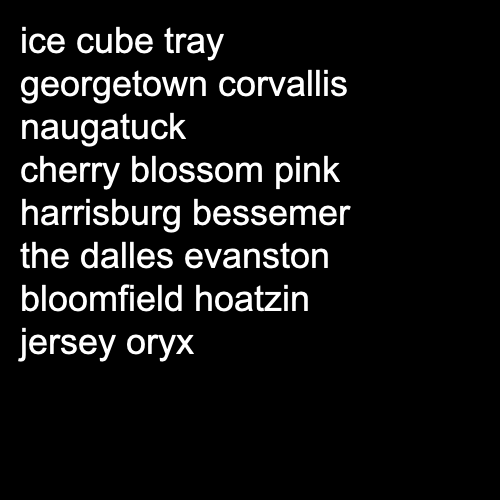 ice cube tray
georgetown corvallis
naugatuck
cherry blossom pink
harrisburg bessemer
the dalles evanston
bloomfield hoatzin
jersey oryx